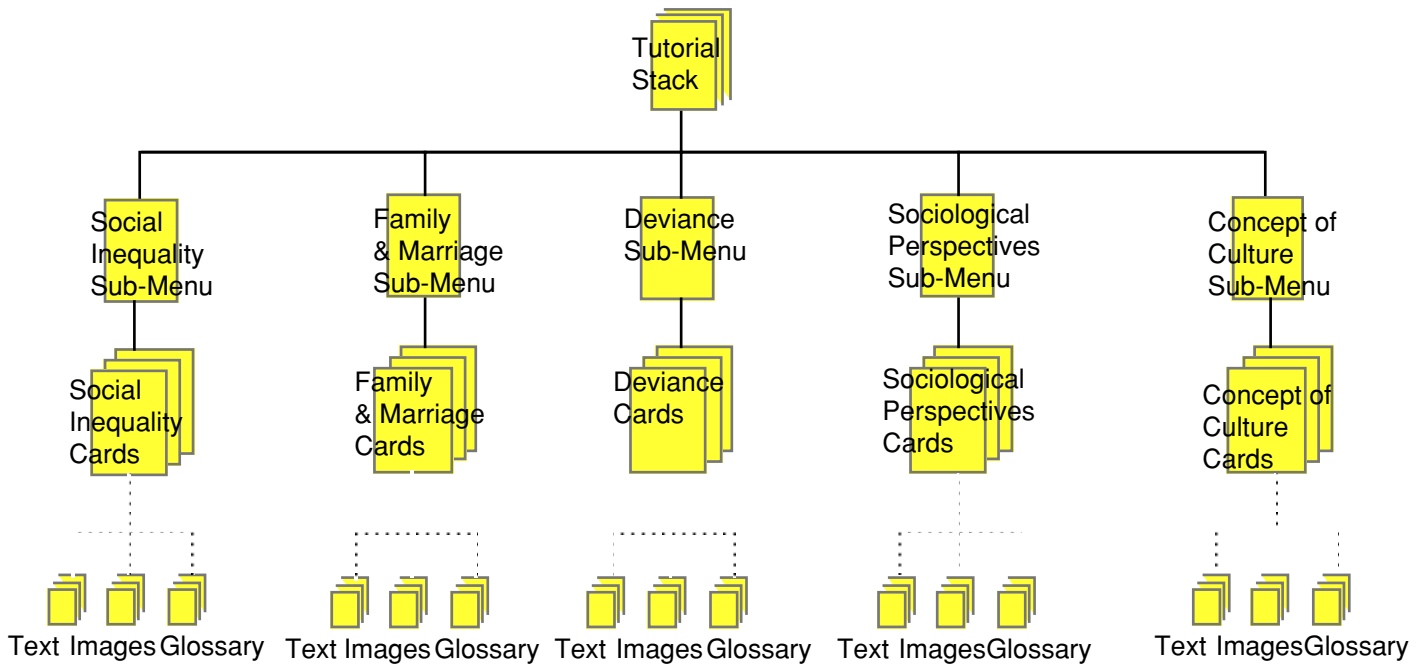 Tutorial
Stack
Social
Inequality
Sub-Menu
Family
& Marriage
Sub-Menu
Deviance
Sub-Menu
Sociological
Perspectives
Sub-Menu
Concept of
Culture
Sub-Menu
Social
Inequality
Cards
Family
& Marriage
Cards
Deviance
Cards
Sociological
Perspectives
Cards
Concept of
Culture
Cards
Text Images Glossary
Text Images Glossary
Text Images Glossary
Text Images Glossary
Text Images Glossary